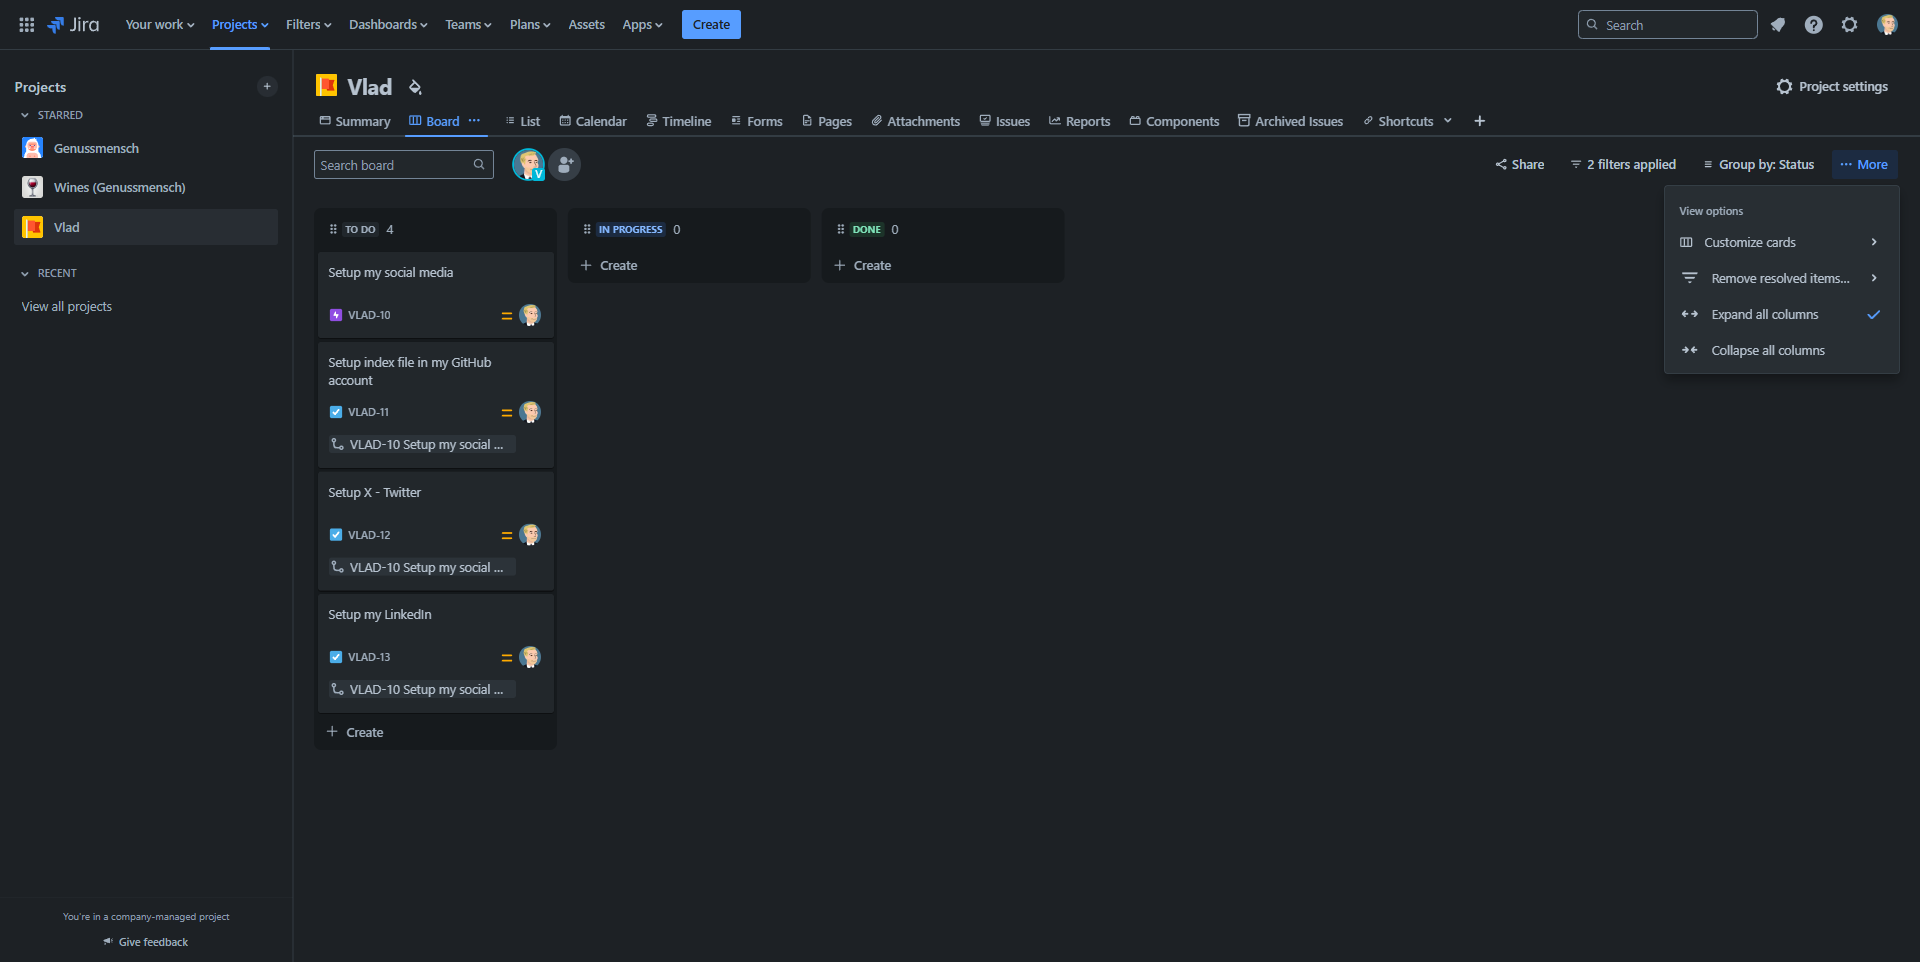 Jira
Your work
Projects
Filters
Dashboards
Teams
Plans
Assets
Apps
Create
Search
Projects
STARRED
Genussmensch
Wines (Genussmensch)
Vlad
RECENT
View all projects
You're in a company-managed project
Give feedback
Vlad
Project settings
Summary
Board
List
Calendar
Timeline
Forms
Pages
Attachments
Issues
Reports
Components
Archived Issues
Shortcuts
Search board
V
Share
2 filters applied
Group by: Status
More
View options
Customize cards
Remove resolved items...
Expand all columns
Collapse all columns
TO DO 4
Setup my social media
VLAD-10
Setup index file in my GitHub
account
VLAD-11
VLAD-10 Setup my social ...
Setup X - Twitter
VLAD-12
VLAD-10 Setup my social ...
Setup my LinkedIn
VLAD-13
VLAD-10 Setup my social ...
Create
IN PROGRESS 0
Create
DONE 0
Create